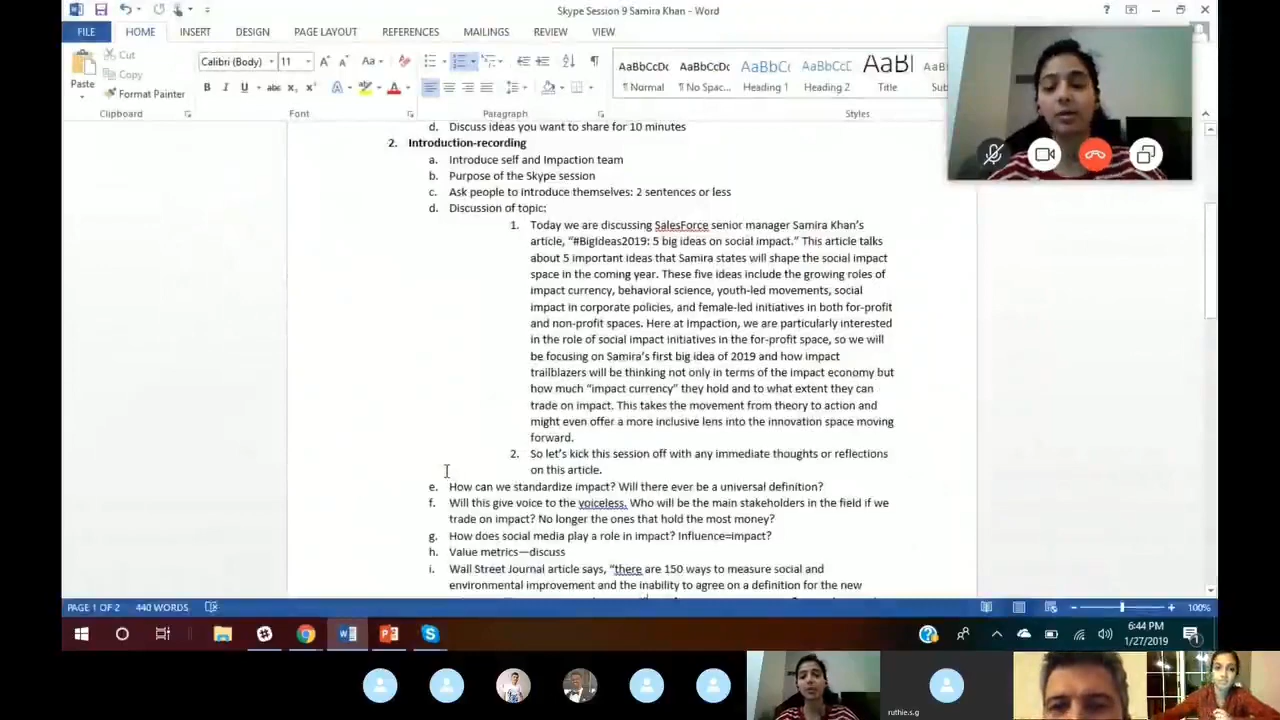 Skype Session 9 Samira Khan - Word
FILE HOME INSERT DESIGN PAGE LAYOUT REFERENCES MAILINGS REVIEW VIEW
Cut
Copy
Paste
Format Painter
Calibri (Body) 11
AaBbCcDc AaBbCcDc AaBbCc AaBbCcC AaB
¶ Normal ¶ No Spac... Heading 1 Heading 2 Title
Clipboard Font Paragraph Styles
d. Discuss ideas you want to share for 10 minutes
2. Introduction-recording
a. Introduce self and Impaction team
b. Purpose of the Skype session
c. Ask people to introduce themselves: 2 sentences or less
d. Discussion of topic:
1. Today we are discussing SalesForce senior manager Samira Khan's
article, "#BigIdeas2019: 5 big ideas on social impact." This article talks
about 5 important ideas that Samira states will shape the social impact
space in the coming year. These five ideas include the growing roles of
impact currency, behavioral science, youth-led movements, social
impact in corporate policies, and female-led initiatives in both for-profit
and non-profit spaces. Here at impaction, we are particularly interested
in the role of social impact initiatives in the for-profit space, so we will
be focusing on Samira's first big idea of 2019 and how impact
trailblazers will be thinking not only in terms of the impact economy but
how much "impact currency" they hold and to what extent they can
trade on impact. This takes the movement from theory to action and
might even offer a more inclusive lens into the innovation space moving
forward.
2. So let's kick this session off with any immediate thoughts or reflections
on this article.
e. How can we standardize impact? Will there ever be a universal definition?
f. Will this give voice to the voiceless. Who will be the main stakeholders in the field if we
trade on impact? No longer the ones that hold the most money?
g. How does social media play a role in impact? Influence=impact?
h. Value metrics—discuss
i. Wall Street Journal article says, "there are 150 ways to measure social and
environmental improvement and the inability to agree on a definition for the new
PAGE 1 OF 2 440 WORDS 100%
6:44 PM
1/27/2019
ruthie.s.g